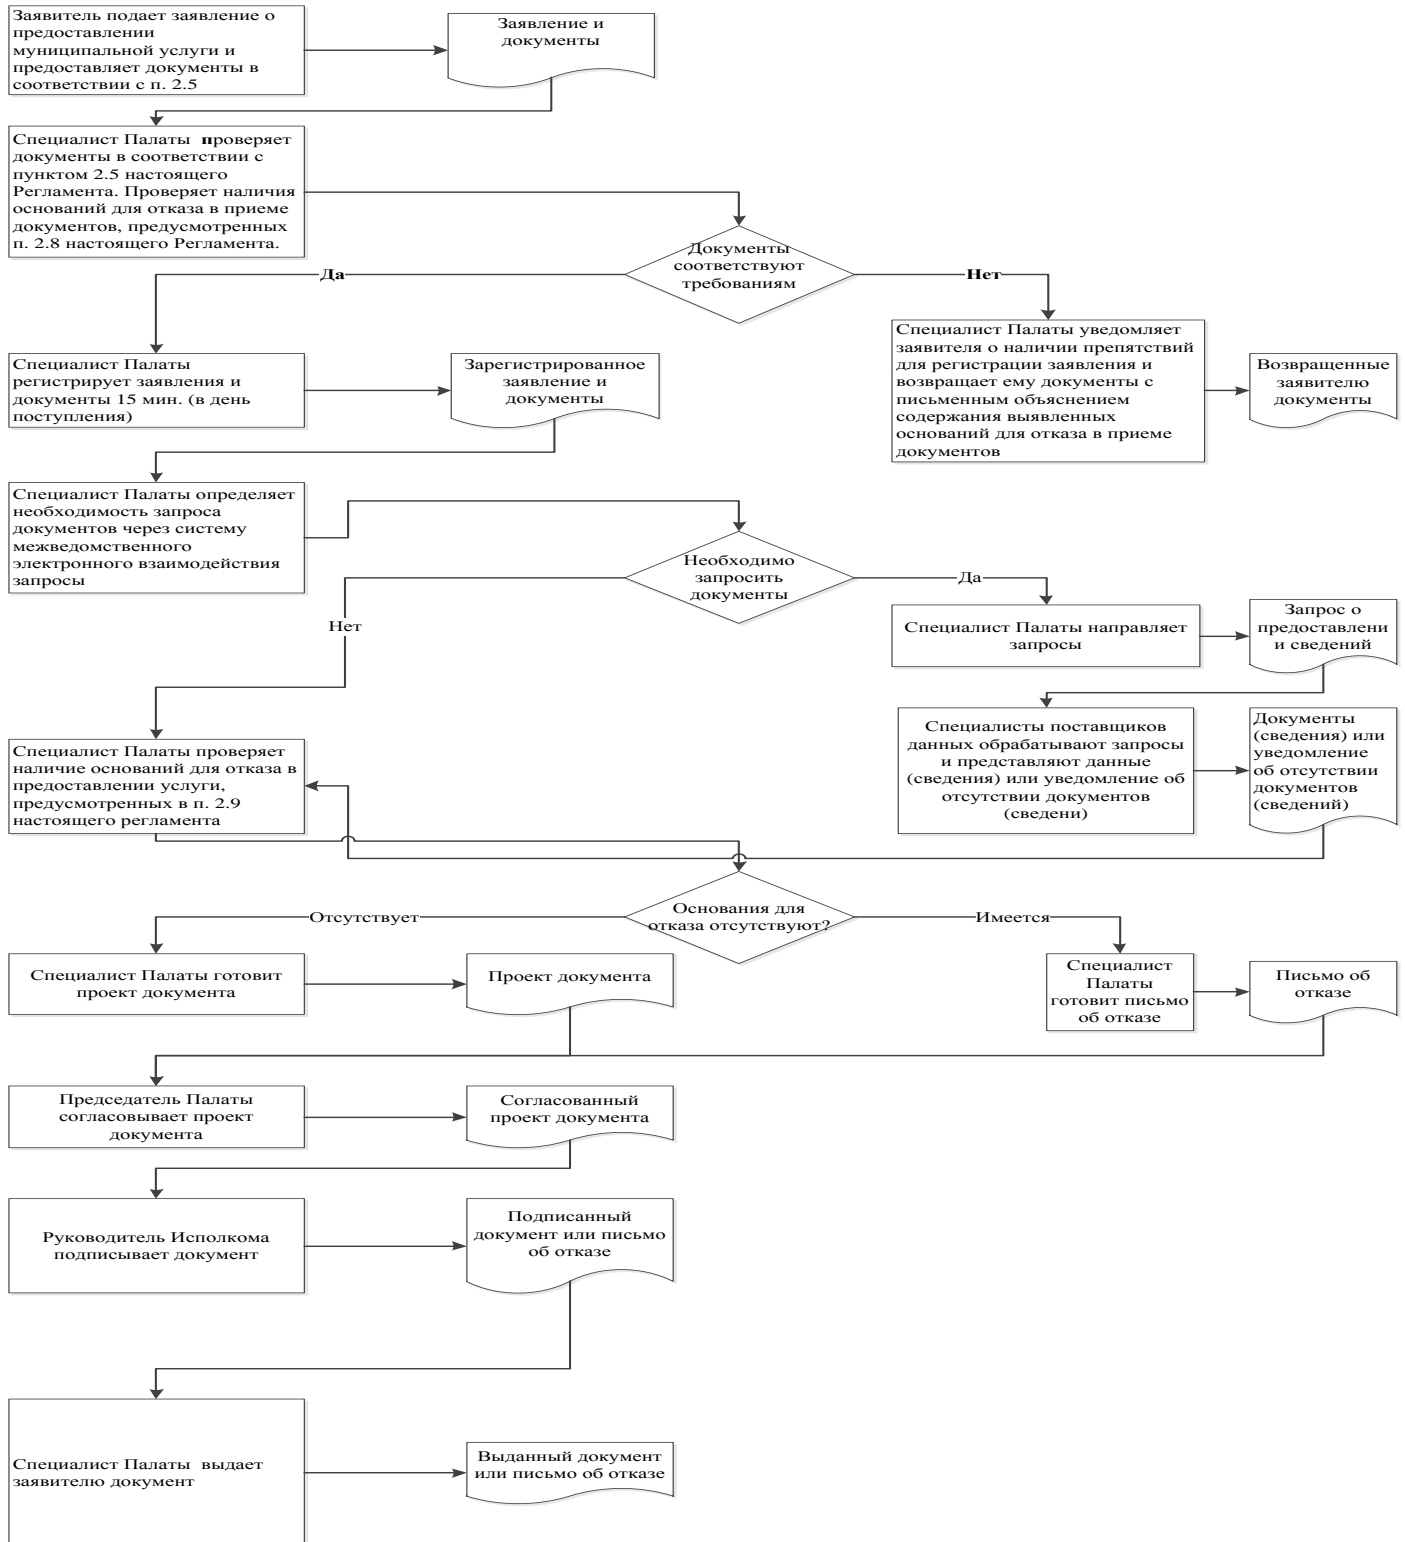 Заявитель подает заявление о
предоставлении
муниципальной услуги и
предоставляет документы в
соответствии с п. 2.5
Заявление и
документы
Специалист Палаты  проверяет
документы в соответствии с
пунктом 2.5 настоящего
Регламента. Проверяет наличия
оснований для отказа в приеме
документов, предусмотренных
п. 2.8 настоящего Регламента.
Документы
соответствуют
требованиям
Да
Нет
Специалист Палаты
регистрирует заявления и
документы 15 мин. (в день
поступления)
Зарегистрированное
заявление и
документы
Специалист Палаты уведомляет
заявителя о наличии препятствий
для регистрации заявления и
возвращает ему документы с
письменным объяснением
содержания выявленных
оснований для отказа в приеме
документов
Возвращенные
заявителю
документы
Специалист Палаты определяет
необходимость запроса
документов через систему
межведомственного
электронного взаимодействия
запросы
Необходимо
запросить
документы
Да
Нет
Специалист Палаты направляет
запросы
Запрос о
предоставлени
и сведений
Специалисты поставщиков
данных обрабатывают запросы
и представляют данные
(сведения) или уведомление об
отсутствии документов
(сведени)
Документы
(сведения) или
уведомление
об отсутствии
документов
(сведений)
Специалист Палаты проверяет
наличие оснований для отказа в
предоставлении услуги,
предусмотренных в п. 2.9
настоящего регламента
Основания для
отказа отсутствуют?
Отсутствует
Имеется
Специалист Палаты готовит
проект документа
Проект документа
Специалист
Палаты
готовит письмо
об отказе
Письмо об
отказе
Председатель Палаты
согласовывает проект
документа
Согласованный
проект документа
Руководитель Исполкома
подписывает документ
Подписанный
документ или письмо
об отказе
Специалист Палаты  выдает
заявителю документ
Выданный документ
или письмо об отказе